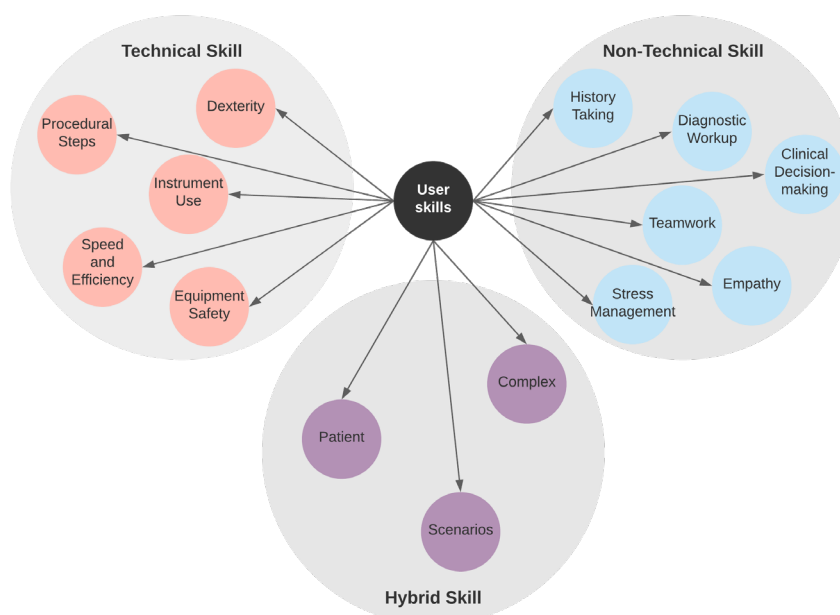 Technical Skill
Dexterity
Procedural
Steps
Instrument
Use
Speed
and
Efficiency
Equipment
Safety
User
skills
Non-Technical Skill
History
Taking
Diagnostic
Workup
Clinical
Decision-
making
Teamwork
Empathy
Stress
Management
Complex
Patient
Scenarios
Hybrid Skill